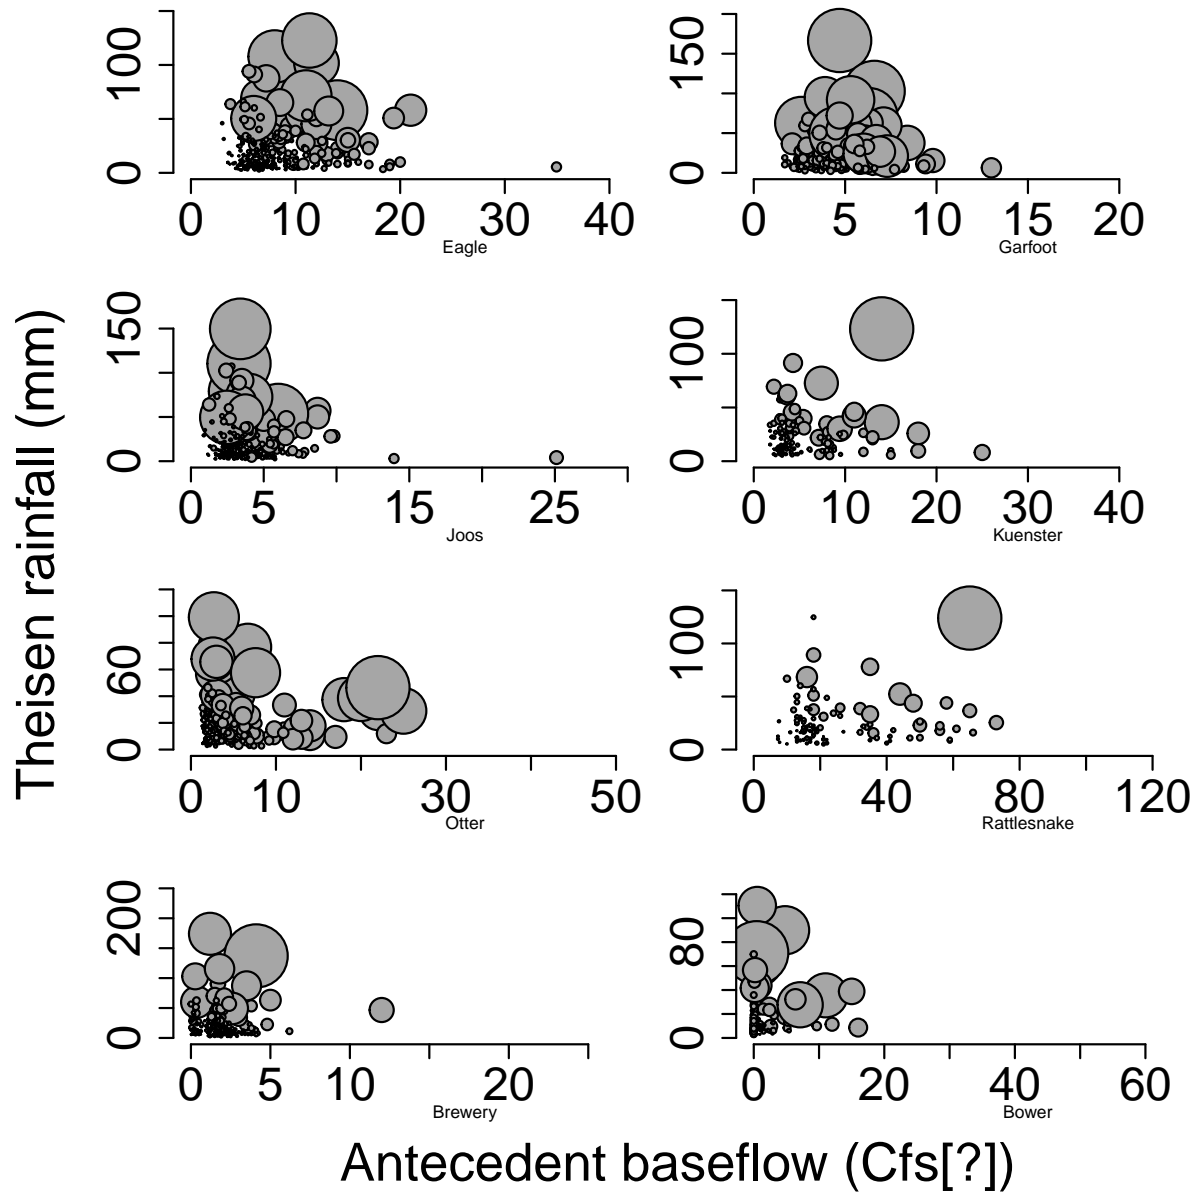 Theisen rainfall (mm)
0 100
0 10 20 30 40
Eagle
0 150
0 5 10 15 20
Garfoot
0 150
0 5 15 25
Joos
0 100
0 10 20 30 40
Kuenster
0 60
0 10 30 50
Otter
0 100
0 40 80 120
Rattlesnake
0 200
0 5 10 20
Brewery
0 80
0 20 40 60
Bower
Antecedent baseflow (Cfs[?])